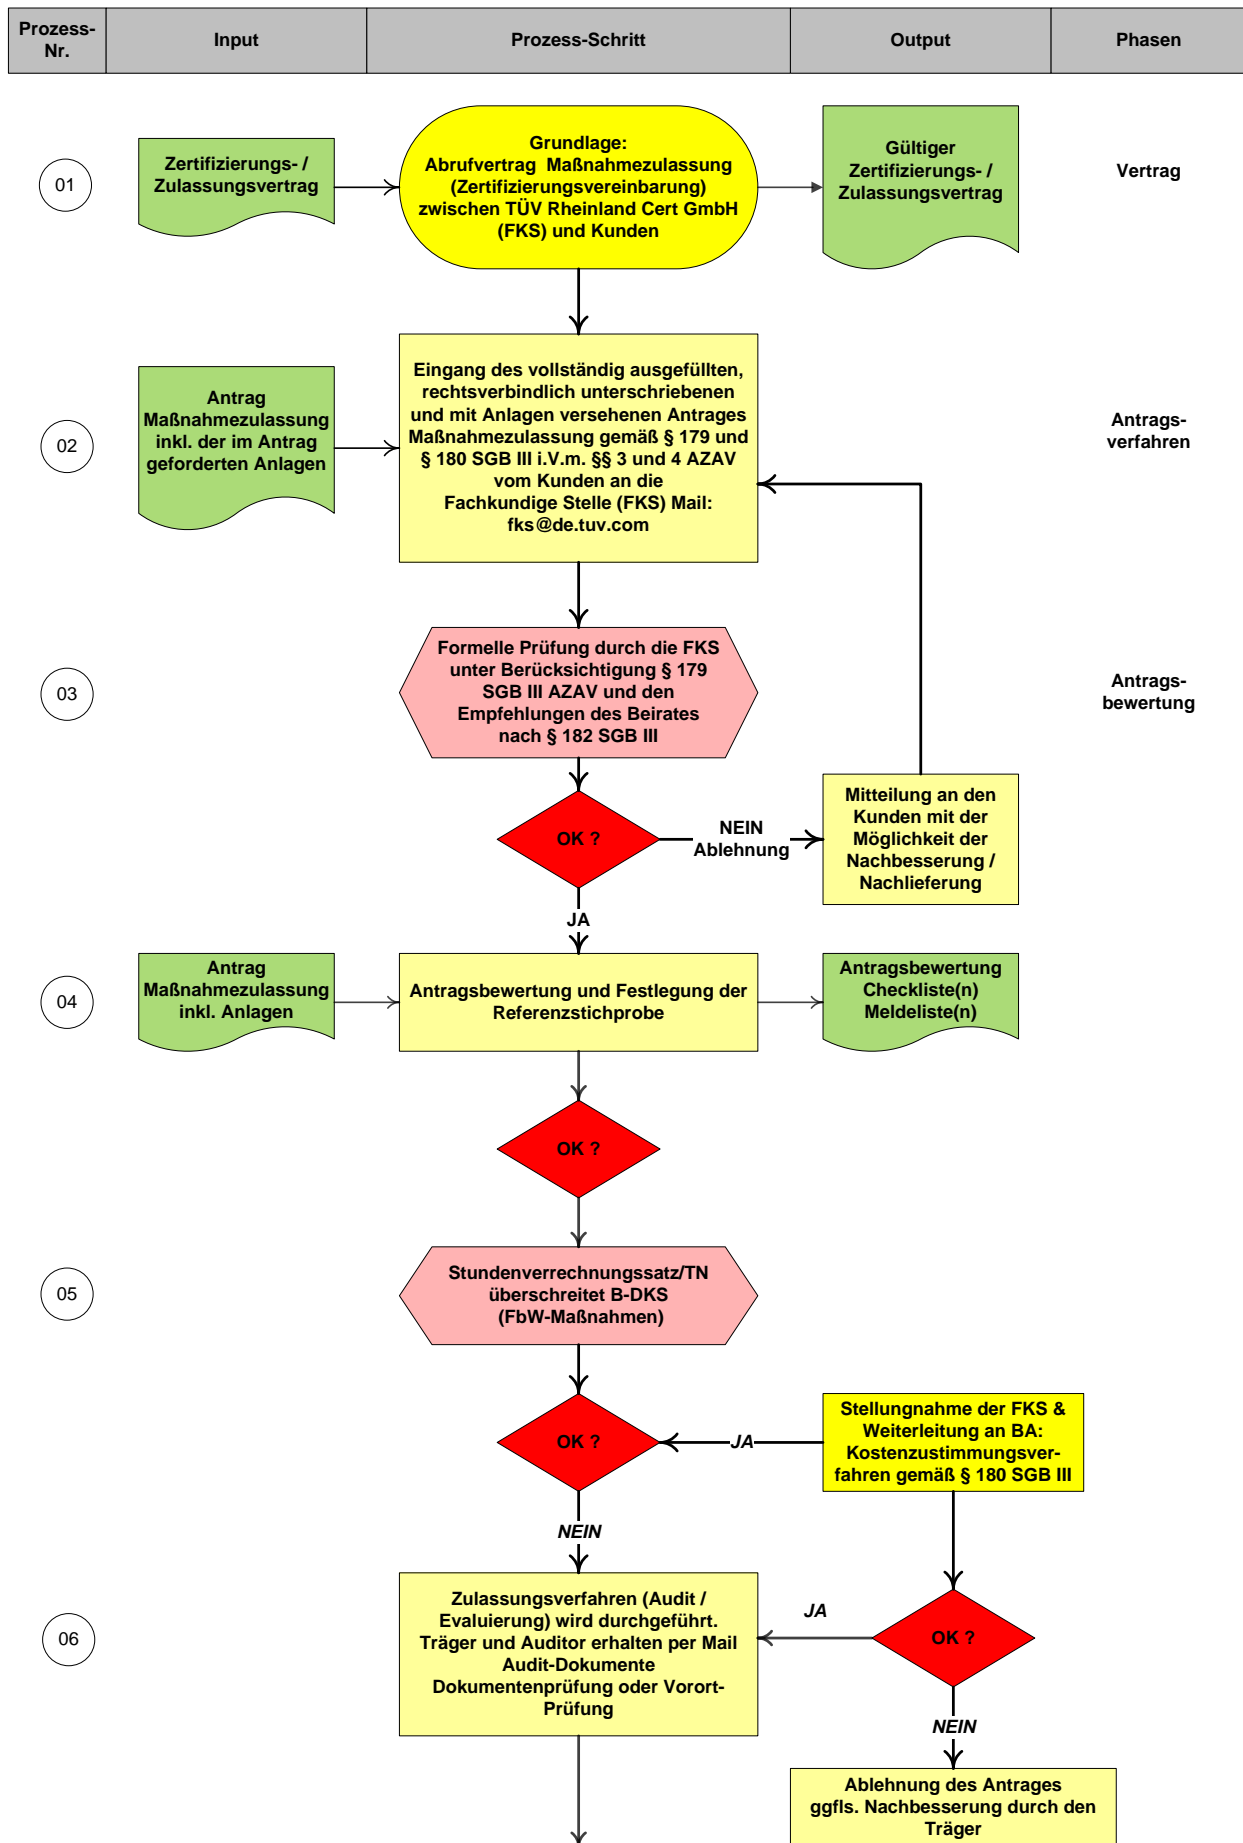 Prozess-
Nr.
Input
Prozess-Schritt
Output
Phasen
01
Zertifizierungs- /
Zulassungsvertrag
Grundlage:
Abrufvertrag Maßnahmezulassung
(Zertifizierungsvereinbarung)
zwischen TÜV Rheinland Cert GmbH
(FKS) und Kunden
Gültiger
Zertifizierungs- /
Zulassungsvertrag
Vertrag
02
Antrag
Maßnahmezulassung
inkl. der im Antrag
geforderten Anlagen
Eingang des vollständig ausgefüllten,
rechtsverbindlich unterschriebenen
und mit Anlagen versehenen Antrages
Maßnahmezulassung gemäß § 179 und
§ 180 SGB III i.V.m. §§ 3 und 4 AZAV
vom Kunden an die
Fachkundige Stelle (FKS) Mail:
fks@de.tuv.com
Antrags-
verfahren
03
Formelle Prüfung durch die FKS
unter Berücksichtigung § 179
SGB III AZAV und den
Empfehlungen des Beirates
nach § 182 SGB III
Antrags-
bewertung
OK ?
NEIN
Ablehnung
Mitteilung an den
Kunden mit der
Möglichkeit der
Nachbesserung /
Nachlieferung
JA
04
Antrag
Maßnahmezulassung
inkl. Anlagen
Antragsbewertung und Festlegung der
Referenzstichprobe
Antragsbewertung
Checkliste(n)
Meldeliste(n)
OK ?
05
Stundenverrechnungssatz/TN
überschreitet B-DKS
(FbW-Maßnahmen)
OK ?
JA
Stellungnahme der FKS &
Weiterleitung an BA:
Kostenzustimmungsver-
fahren gemäß § 180 SGB III
NEIN
06
Zulassungsverfahren (Audit /
Evaluierung) wird durchgeführt.
Träger und Auditor erhalten per Mail
Audit-Dokumente
Dokumentenprüfung oder Vorort-
Prüfung
JA
OK ?
NEIN
Ablehnung des Antrages
ggfls. Nachbesserung durch den
Träger